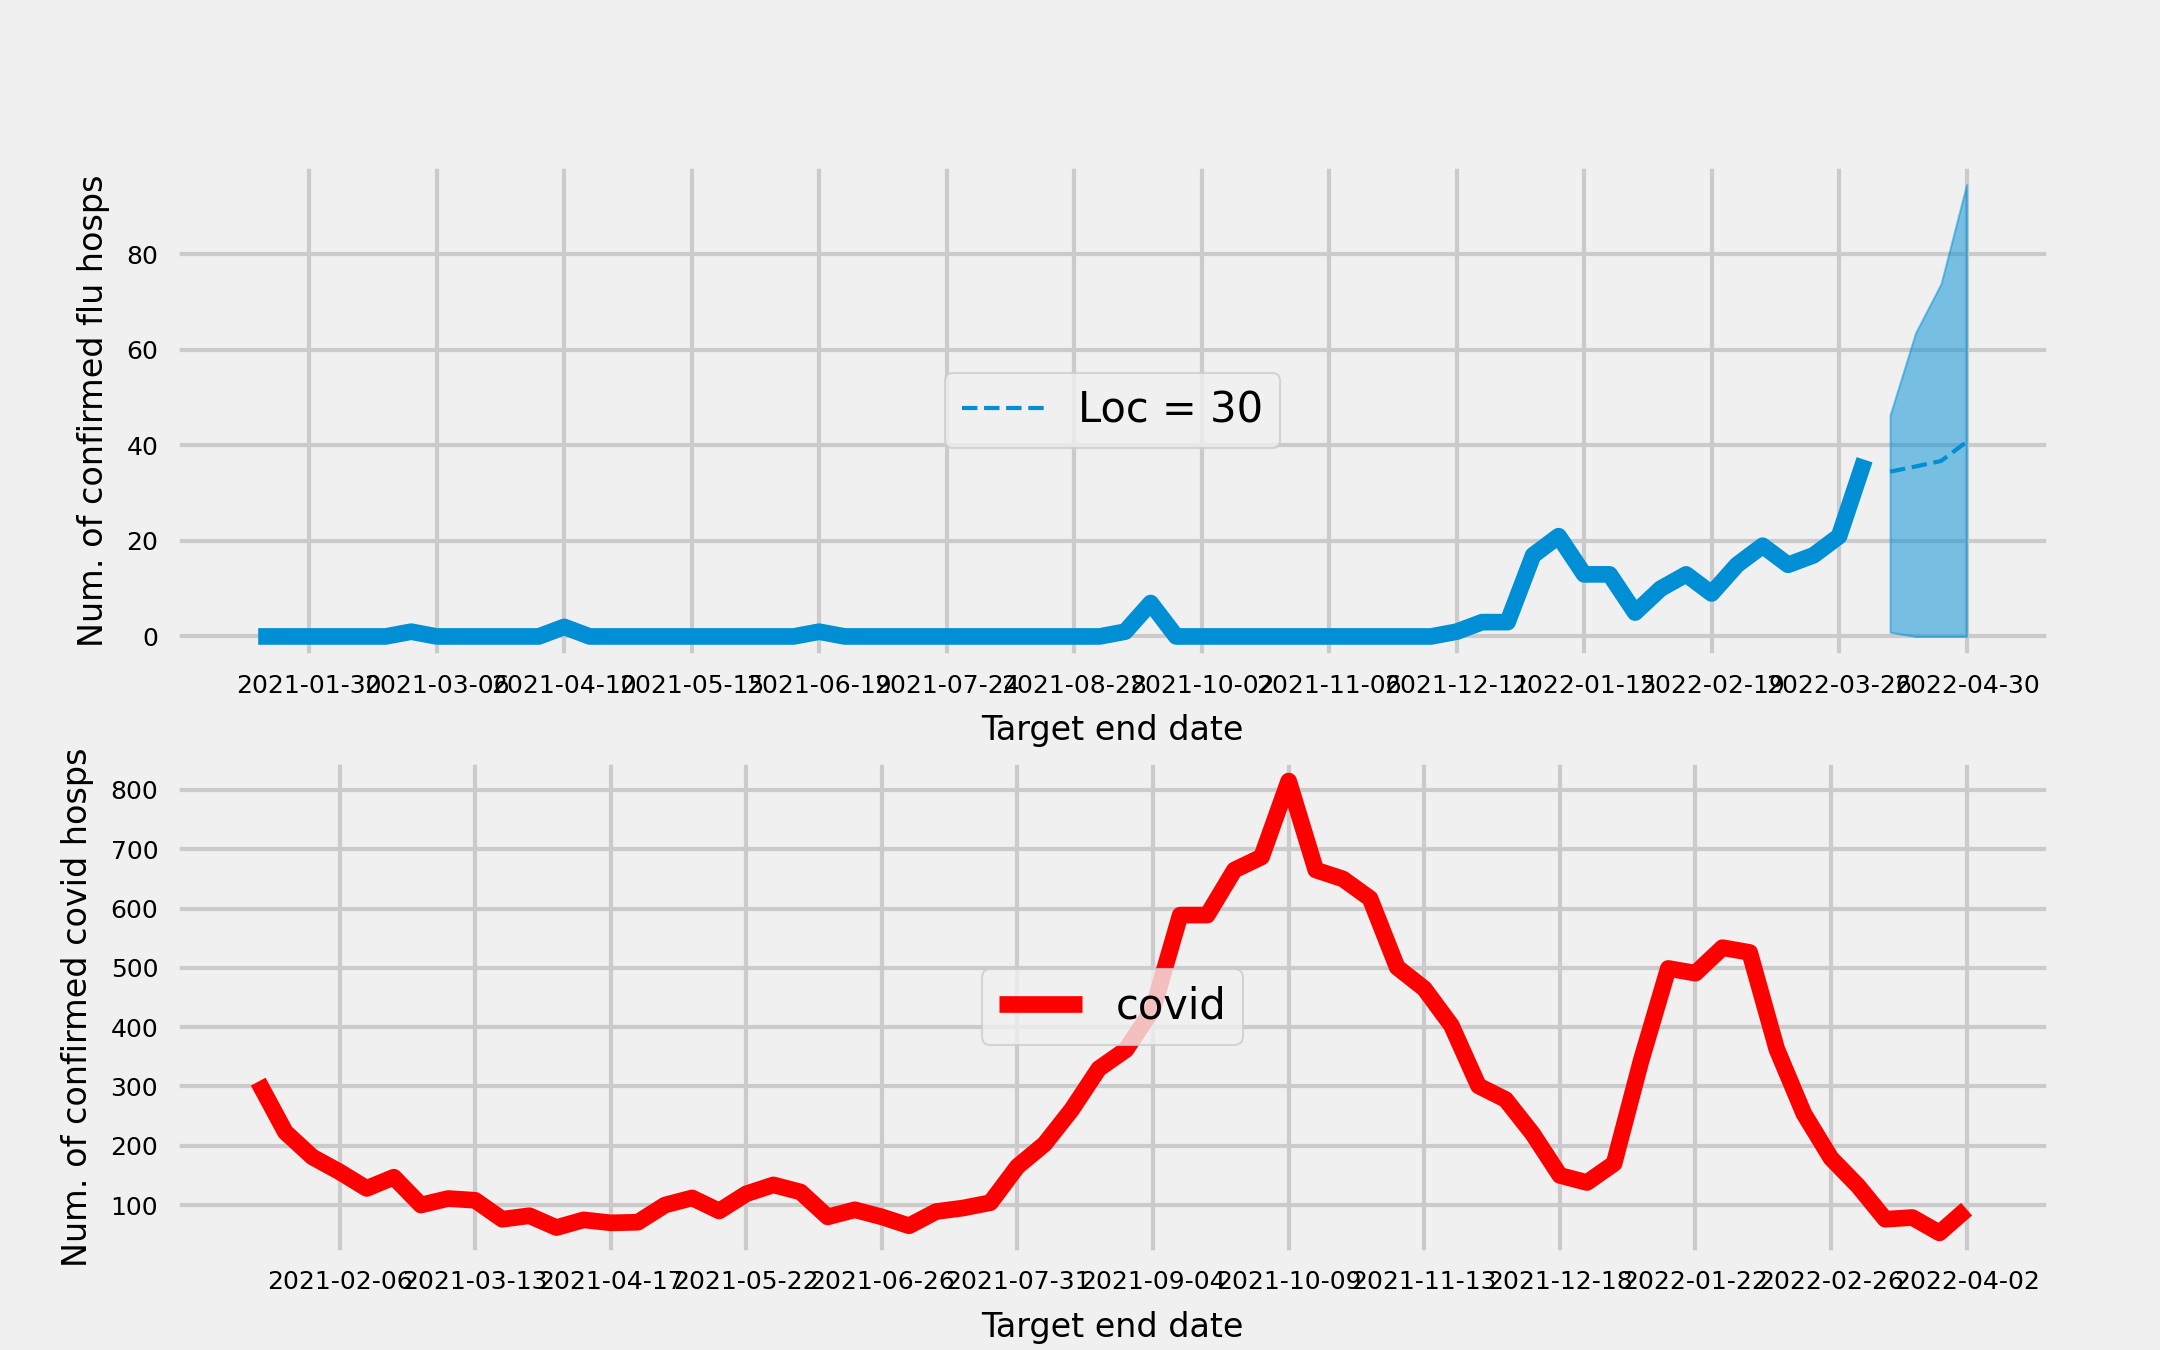 Num. of confirmed flu hosps
80
60
40
20
0
Loc = 30
2021-01-30 2021-03-06 2021-04-10 2021-05-15 2021-06-19 2021-07-24 2021-08-28 2021-10-02 2021-11-06 2021-12-11 2022-01-15 2022-02-19 2022-03-26 2022-04-30
Target end date
Num. of confirmed covid hosps
800
700
600
500
400
300
200
100
covid
2021-02-06 2021-03-13 2021-04-17 2021-05-22 2021-06-26 2021-07-31 2021-09-04 2021-10-09 2021-11-13 2021-12-18 2022-01-22 2022-02-26 2022-04-02
Target end date